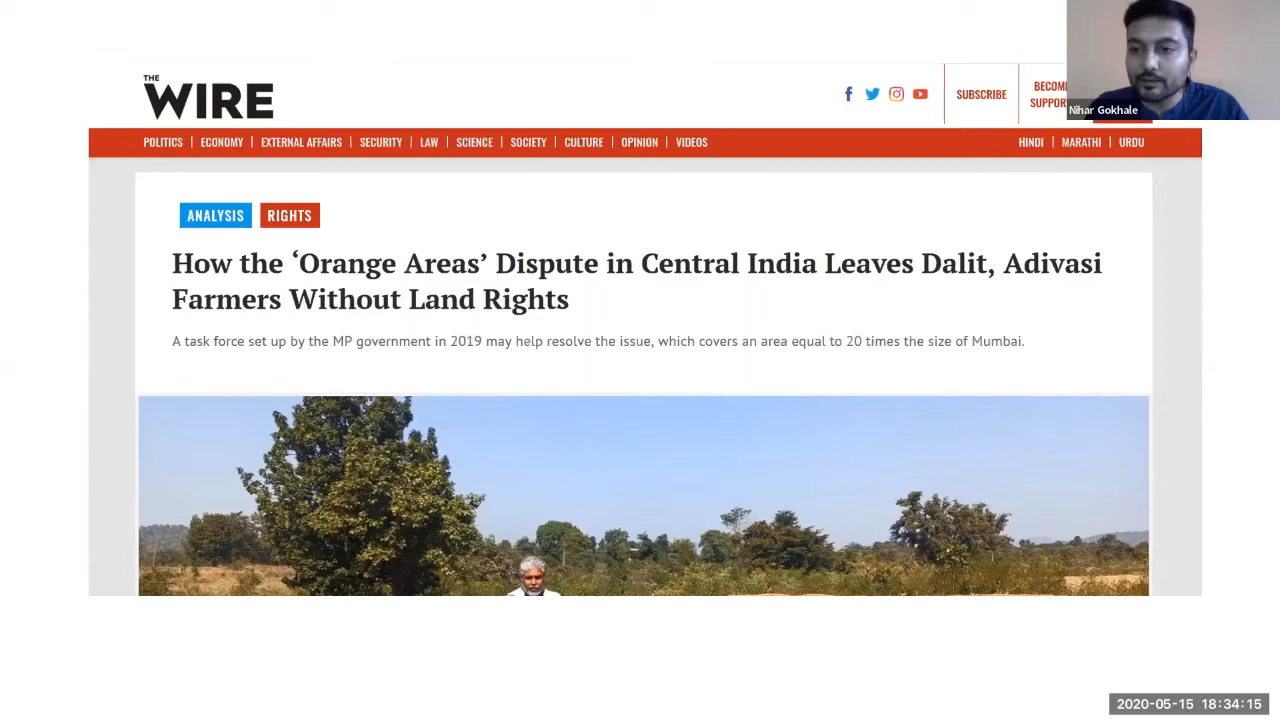 THE
WIRE
SUBSCRIBE
BECOME
SUPPOR
Nihar Gokhale
POLITICS | ECONOMY | EXTERNAL AFFAIRS | SECURITY | LAW | SCIENCE | SOCIETY | CULTURE | OPINION | VIDEOS
HINDI | MARATHI | URDU
ANALYSIS RIGHTS
How the ‘Orange Areas’ Dispute in Central India Leaves Dalit, Adivasi
Farmers Without Land Rights
A task force set up by the MP government in 2019 may help resolve the issue, which covers an area equal to 20 times the size of Mumbai.
2020-05-15 18:34:15